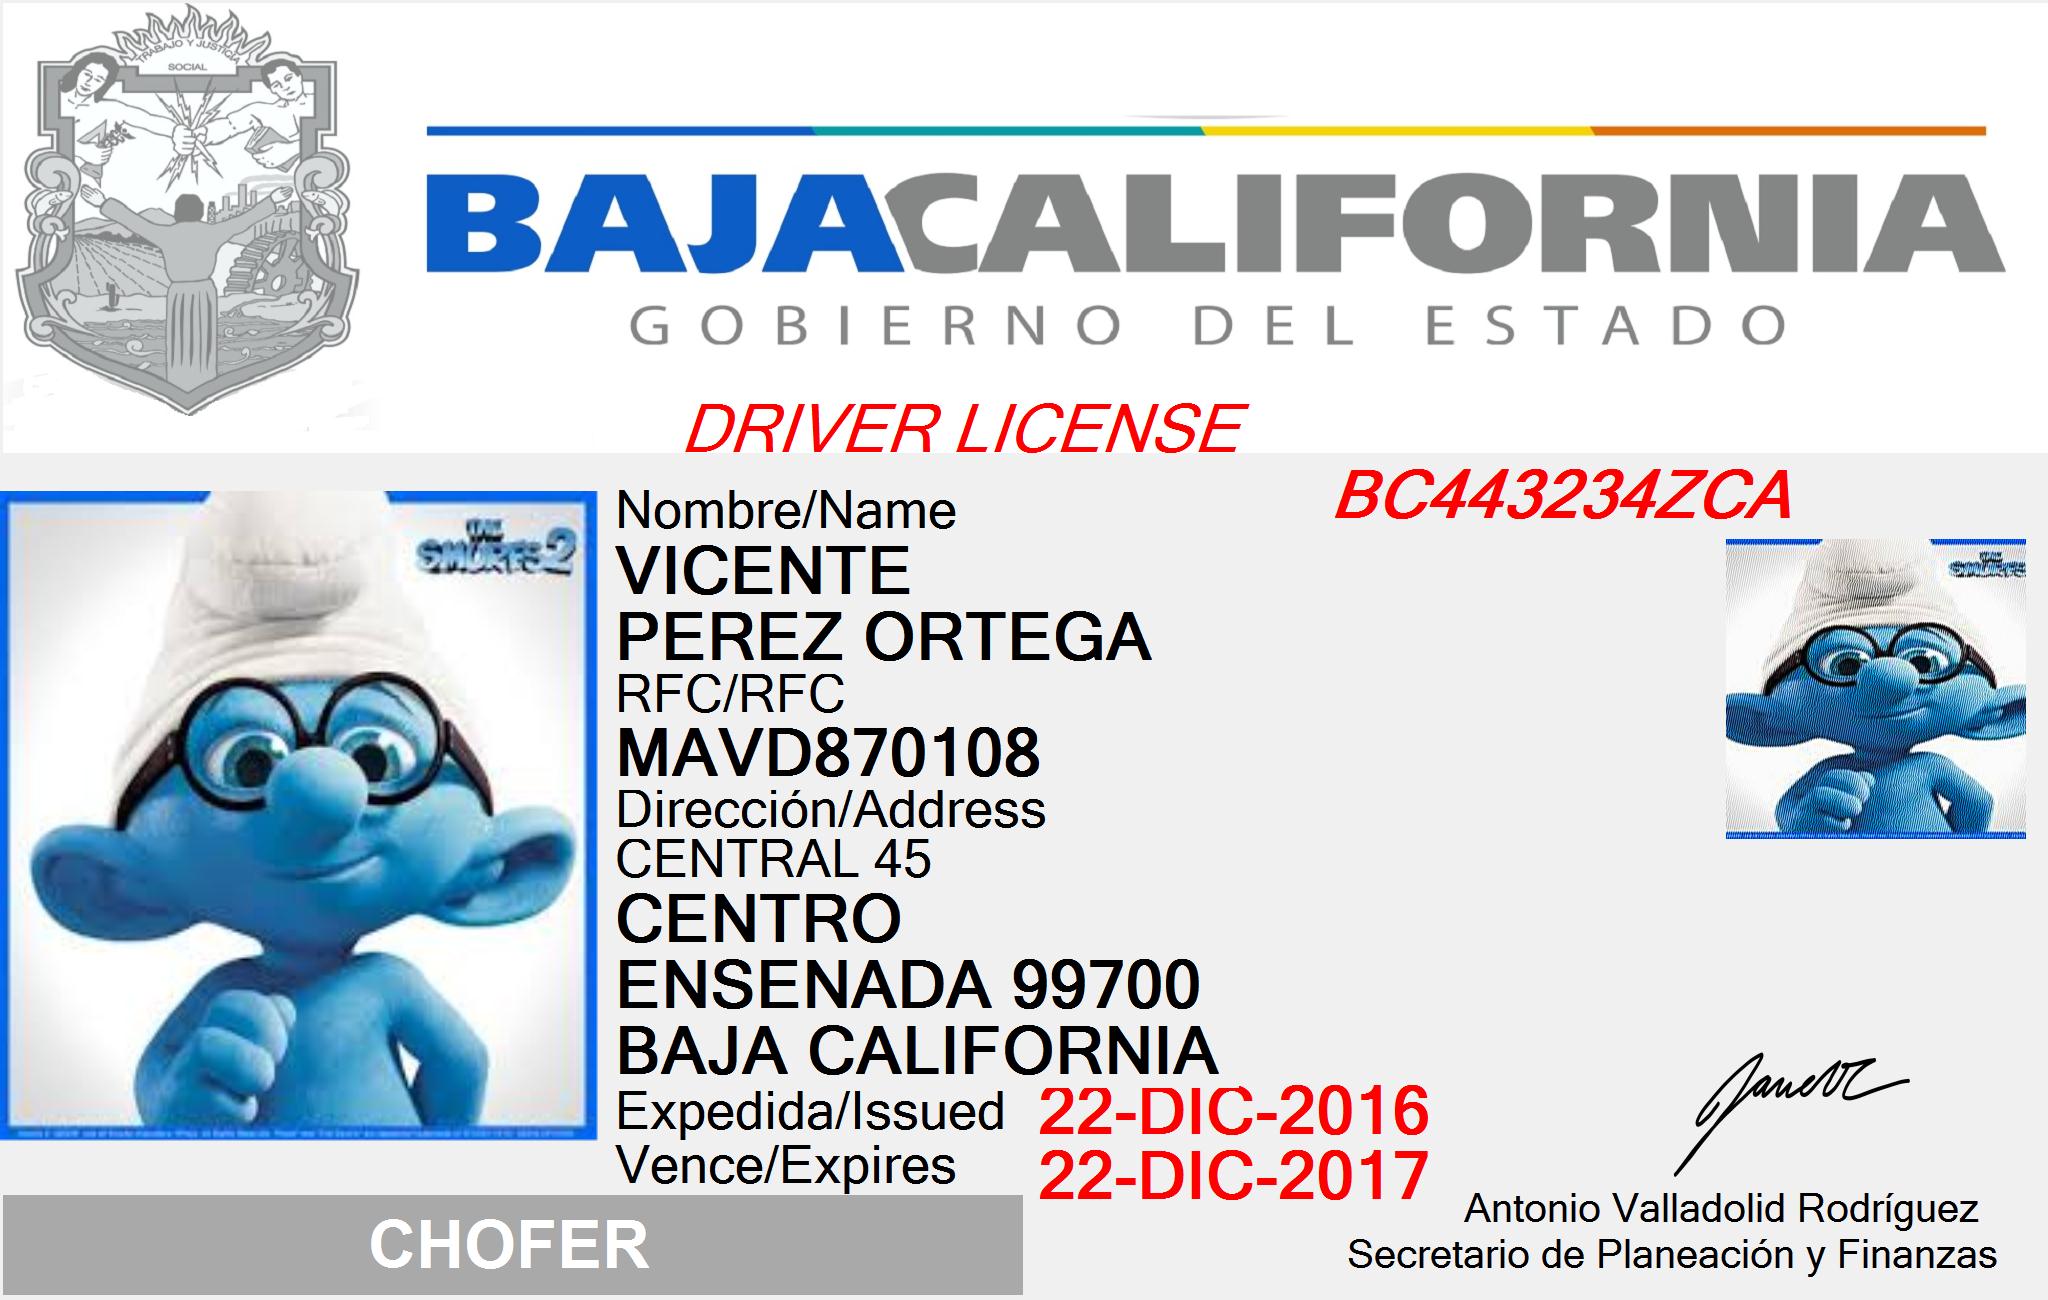 TRABAJO Y JUSTICIA
SOCIAL
BAJACALIFORNIA
GOBIERNO DEL ESTADO
DRIVER LICENSE
BC443234ZCA
THE
SMURFS2
Nombre/Name
VICENTE
PEREZ ORTEGA
RFC/RFC
MAVD870108
Dirección/Address
CENTRAL 45
CENTRO
ENSENADA 99700
BAJA CALIFORNIA
Expedida/Issued 22-DIC-2016
Vence/Expires 22-DIC-2017
CHOFER
THE
SMURFS
Antonio Valladolid Rodríguez
Secretario de Planeación y Finanzas